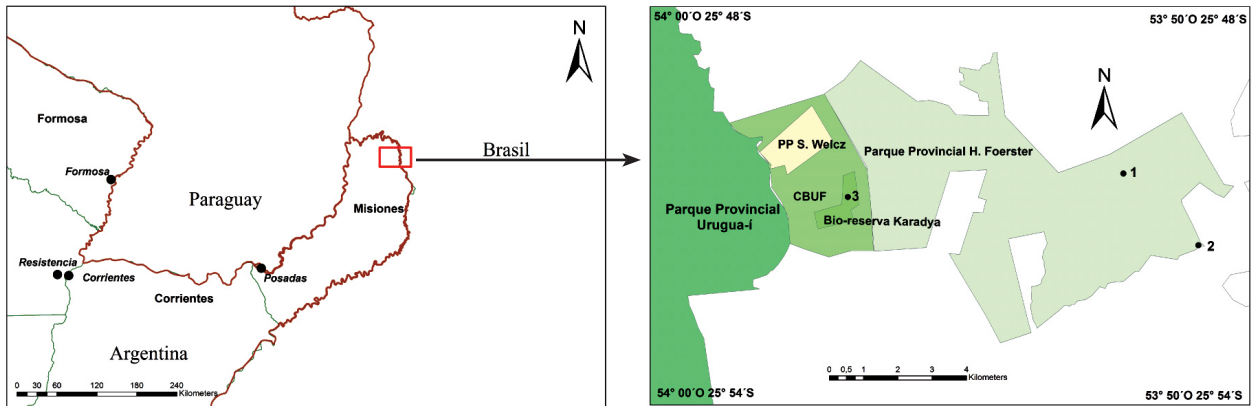 N
Formosa
Formosa
Paraguay
Misiones
Resistencia
Corrientes
Posadas
Corrientes
Argentina
0 30 60 120 180 240
Kilometers
Brasil
54° 00´O 25° 48´S
53° 50´O 25° 48´S
N
PP S. Welcz
Parque Provincial H. Foerster
1
CBUF
3
Parque Provincial
Urugua-í
Bio-reserva Karadya
2
0 0,5 1 2 3 4
Kilometers
54° 00´O 25° 54´S
53° 50´O 25° 54´S